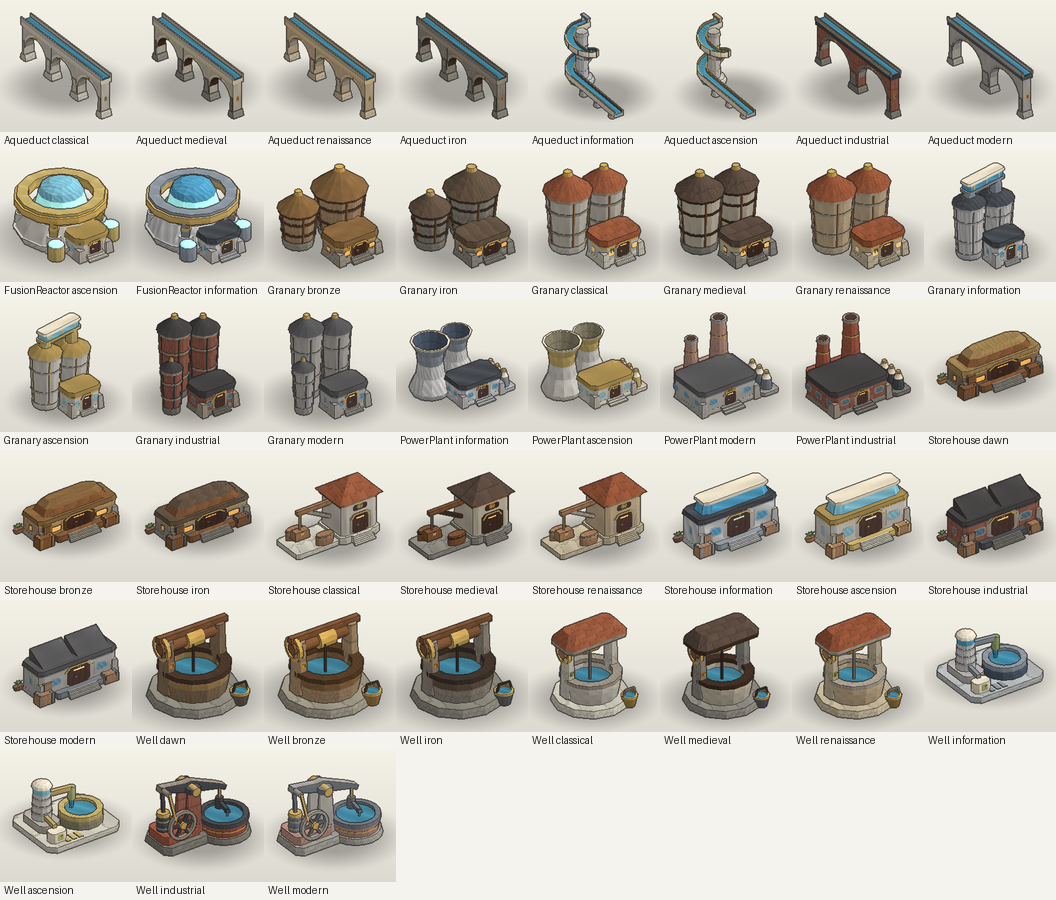 Aqueduct classical
Aqueduct medieval
Aqueduct renaissance
Aqueduct iron
Aqueduct information
Aqueduct ascension
Aqueduct industrial
Aqueduct modern
FusionReactor ascension
FusionReactor information
Granary bronze
Granary iron
Granary classical
Granary medieval
Granary renaissance
Granary information
Granary ascension
Granary industrial
Granary modern
PowerPlant information
PowerPlant ascension
PowerPlant modern
PowerPlant industrial
Storehouse dawn
Storehouse bronze
Storehouse iron
Storehouse classical
Storehouse medieval
Storehouse renaissance
Storehouse information
Storehouse ascension
Storehouse industrial
Storehouse modern
Well dawn
Well bronze
Well iron
Well classical
Well medieval
Well renaissance
Well information
Well ascension
Well industrial
Well modern